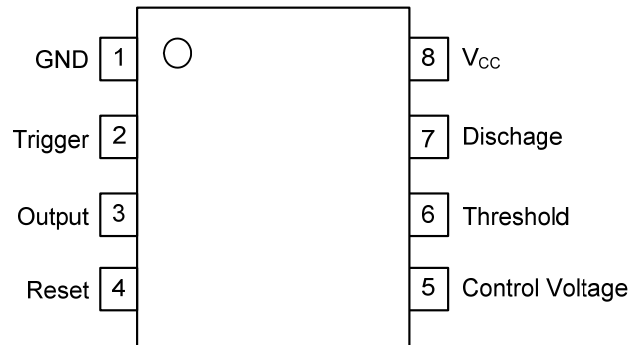 GND 1 8 VCC
Trigger 2 7 Dischage
Output 3 6 Threshold
Reset 4 5 Control Voltage